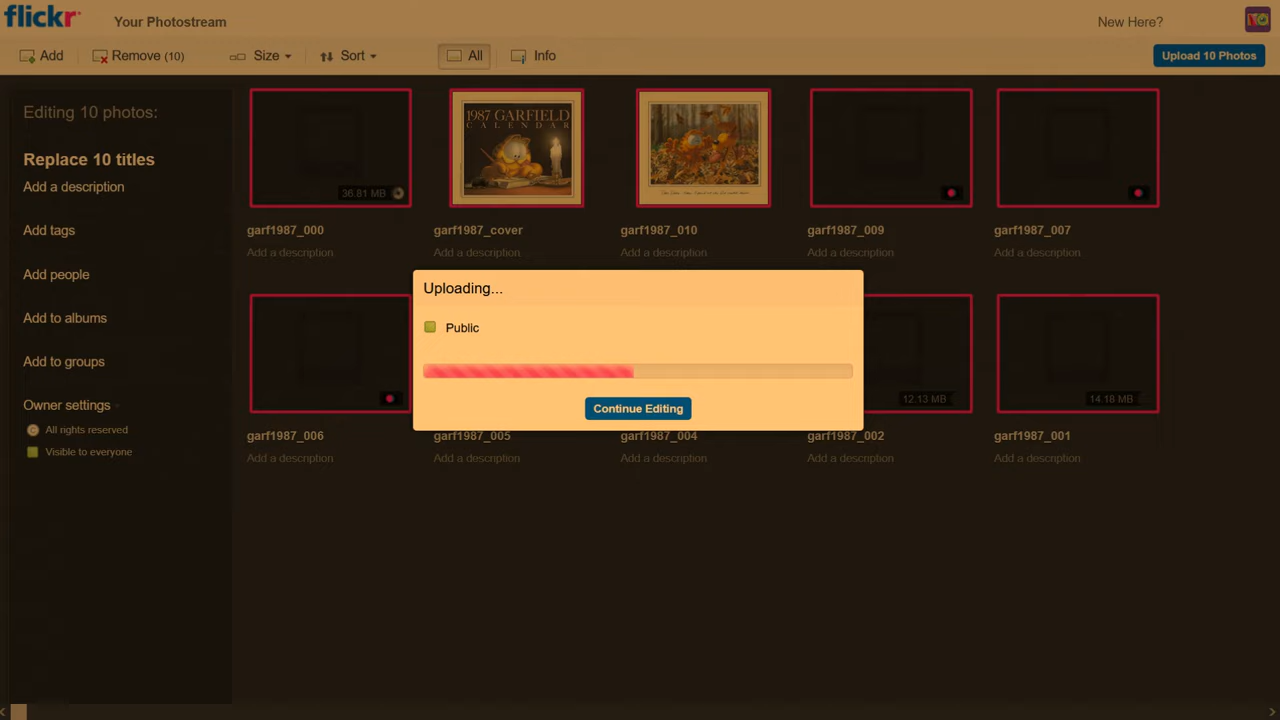 flickr
Your Photostream
New Here?
Add
Remove (10)
Size
Sort
All
Info
Upload 10 Photos
Editing 10 photos:
Replace 10 titles
Add a description
Add tags
Add people
Add to albums
Add to groups
Owner settings
All rights reserved
Visible to everyone
36.81 MB
1987 GARFIELD
CALENDAR
garf1987_000
garf1987_cover
garf1987_010
garf1987_009
garf1987_007
Add a description
Add a description
Add a description
Add a description
Add a description
Uploading...
Public
Continue Editing
12.13 MB
14.18 MB
garf1987_006
garf1987_005
garf1987_004
garf1987_002
garf1987_001
Add a description
Add a description
Add a description
Add a description
Add a description